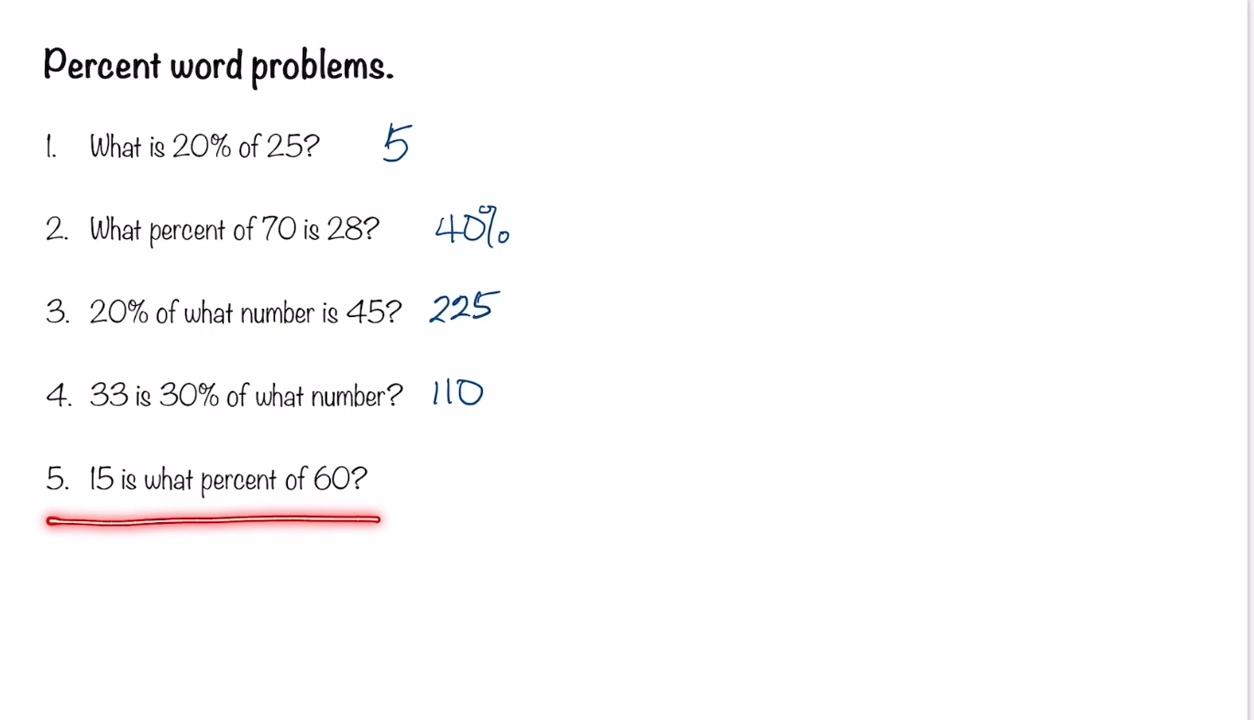 Percent word problems.
1. What is 20% of 25? 5
2. What percent of 70 is 28? 40%
3. 20% of what number is 45? 225
4. 33 is 30% of what number? 110
5. 15 is what percent of 60?